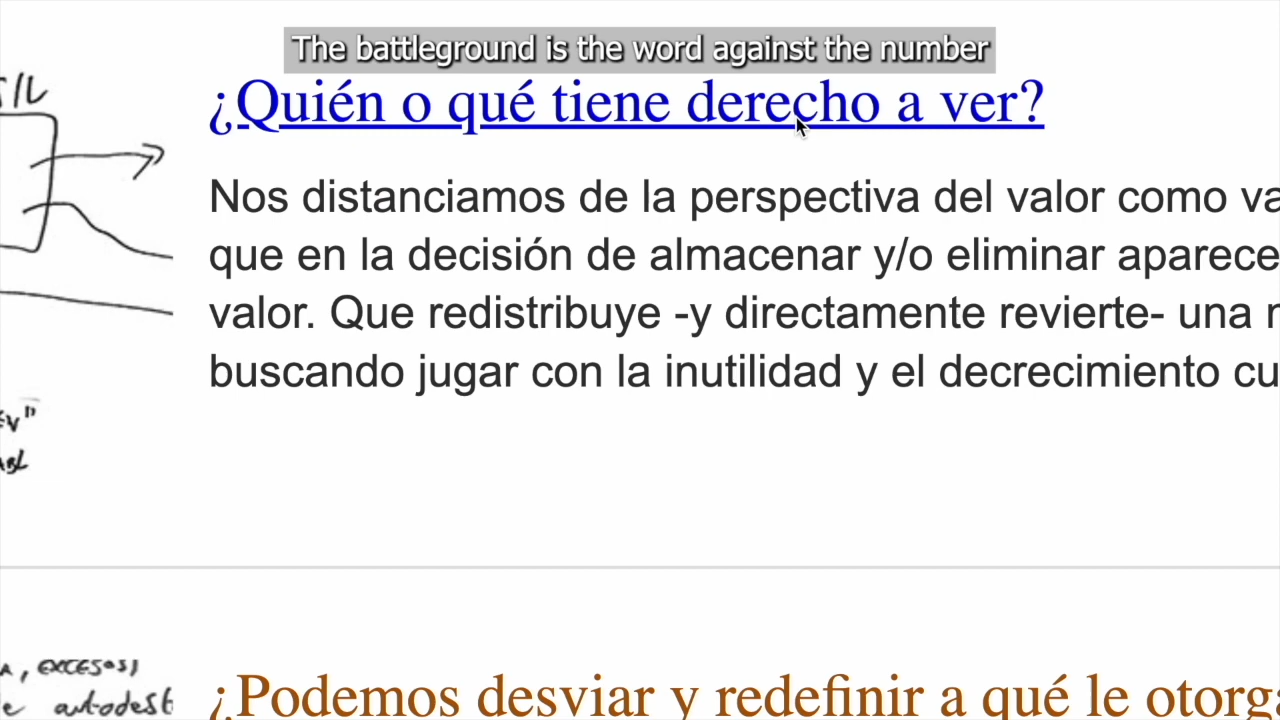 The battleground is the word against the number
¿Quién o qué tiene derecho a ver?
Nos distanciamos de la perspectiva del valor como va
que en la decisión de almacenar y/o eliminar aparece
valor. Que redistribuye -y directamente revierte- una
buscando jugar con la inutilidad y el decrecimiento cu
, EXCESOS)
autodest
¿Podemos desviar y redefinir a qué le otorga